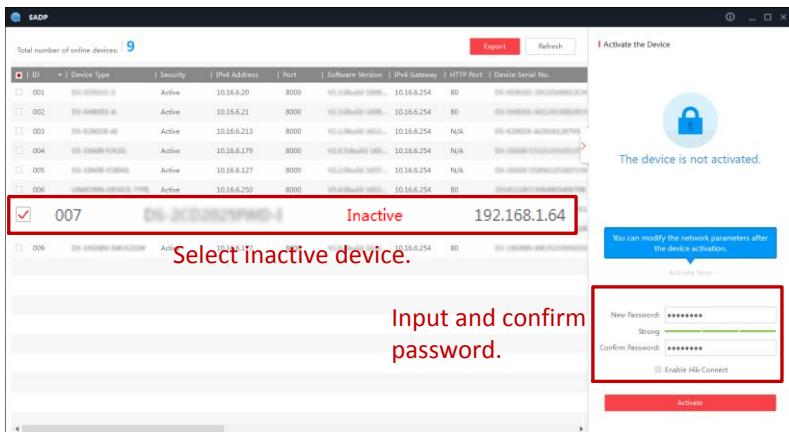 SADP
Total number of online devices: 9
Export Refresh
ID | Device Type | Security | IPv4 Address | Port | Software Version | IPv4 Gateway | HTTP Port | Device Serial No.
001 Active 10.16.6.20 8000 10.16.6.254 80
002 Active 10.16.6.21 8000 10.16.6.254 80
003 Active 10.16.6.213 8000 10.16.6.254 N/A
004 Active 10.16.6.179 8000 10.16.6.254 N/A
005 Active 10.16.6.127 8000 10.16.6.254 N/A
006 Active 10.16.6.250 8000 10.16.6.254 80
007 Inactive 192.168.1.64
009 8000 10.16.6.254 80
Select inactive device.
Input and confirm
password.
Activate the Device
The device is not activated.
You can modify the network parameters after
the device activation.
Activate Now
New Password: ••••••••
Strong
Confirm Password: ••••••••
Enable Hik-Connect
Activate